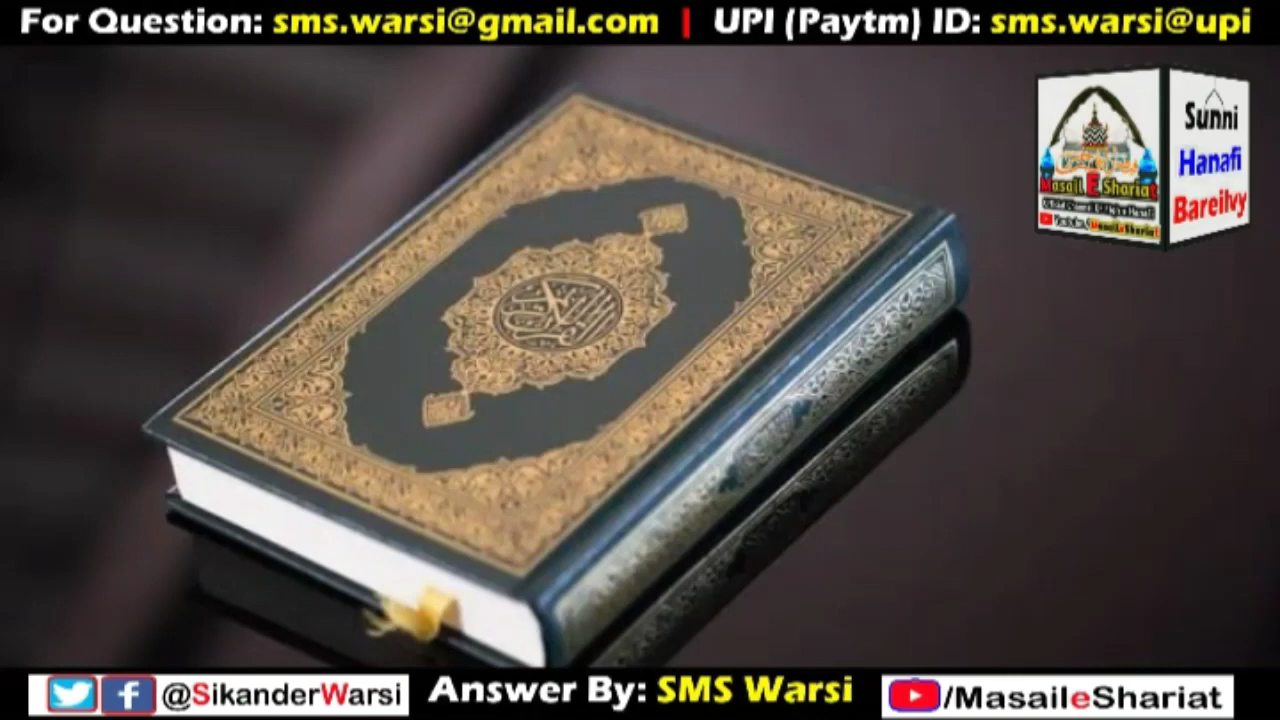 For Question: sms.warsi@gmail.com | UPI (Paytm) ID: sms.warsi@upi
Masail E Shariat
Sunni
Hanafi
Bareilvy
@SikanderWarsi
Answer By: SMS Warsi
/MasaileShariat